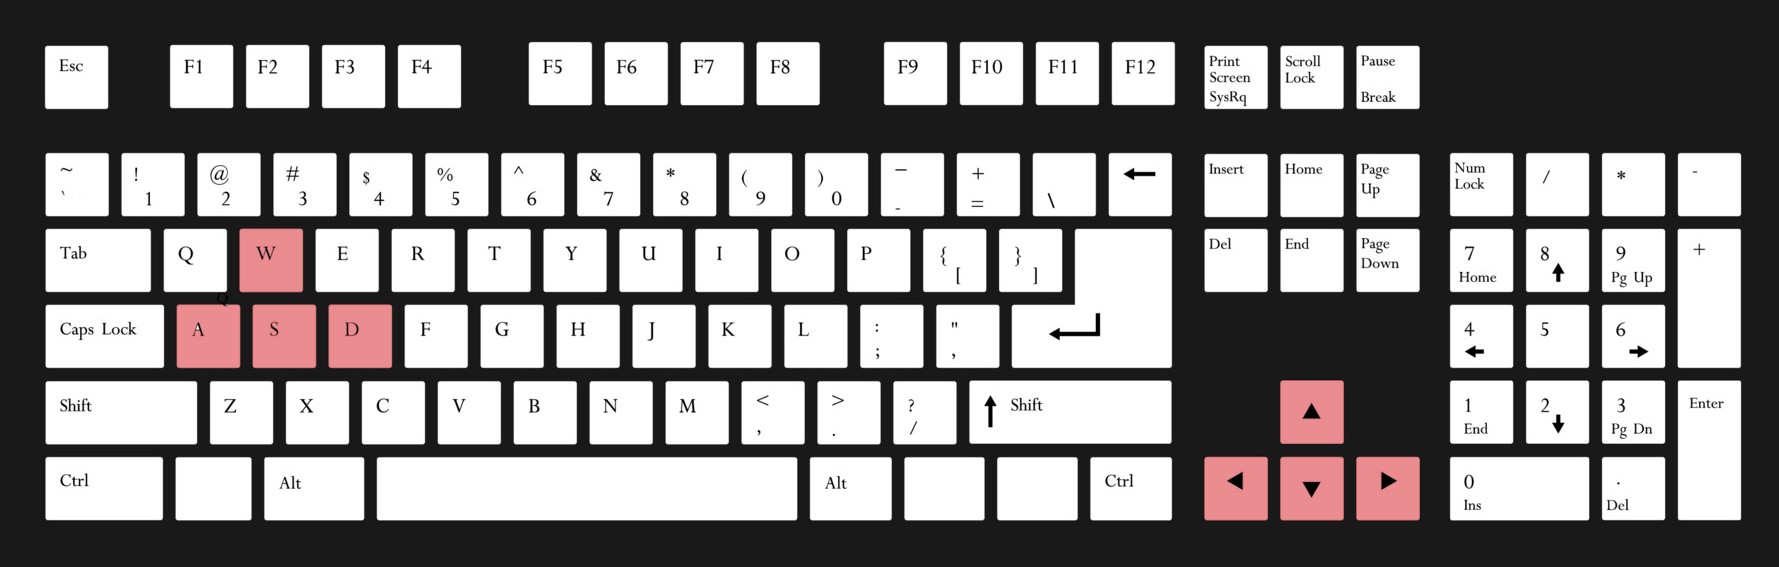 Esc F1 F2 F3 F4 F5 F6 F7 F8 F9 F10 F11 F12 Print Screen SysRq Scroll Lock Pause Break
~ ` ! 1 @ 2 # 3 $ 4 % 5 ^ 6 & 7 * 8 ( 9 ) 0 _ - + = \ ← Insert Home Page Up Num Lock / * -
Tab Q W E R T Y U I O P { [ } ] Del End Page Down 7 Home 8 ↑ 9 Pg Up +
Q
Caps Lock A S D F G H J K L : ; " , ↵ 4 ← 5 6 →
Shift Z X C V B N M < , > . ? / ↑ Shift ▲ 1 End 2 ↓ 3 Pg Dn Enter
Ctrl Alt Alt Ctrl ◀ ▼ ▶ 0 Ins . Del